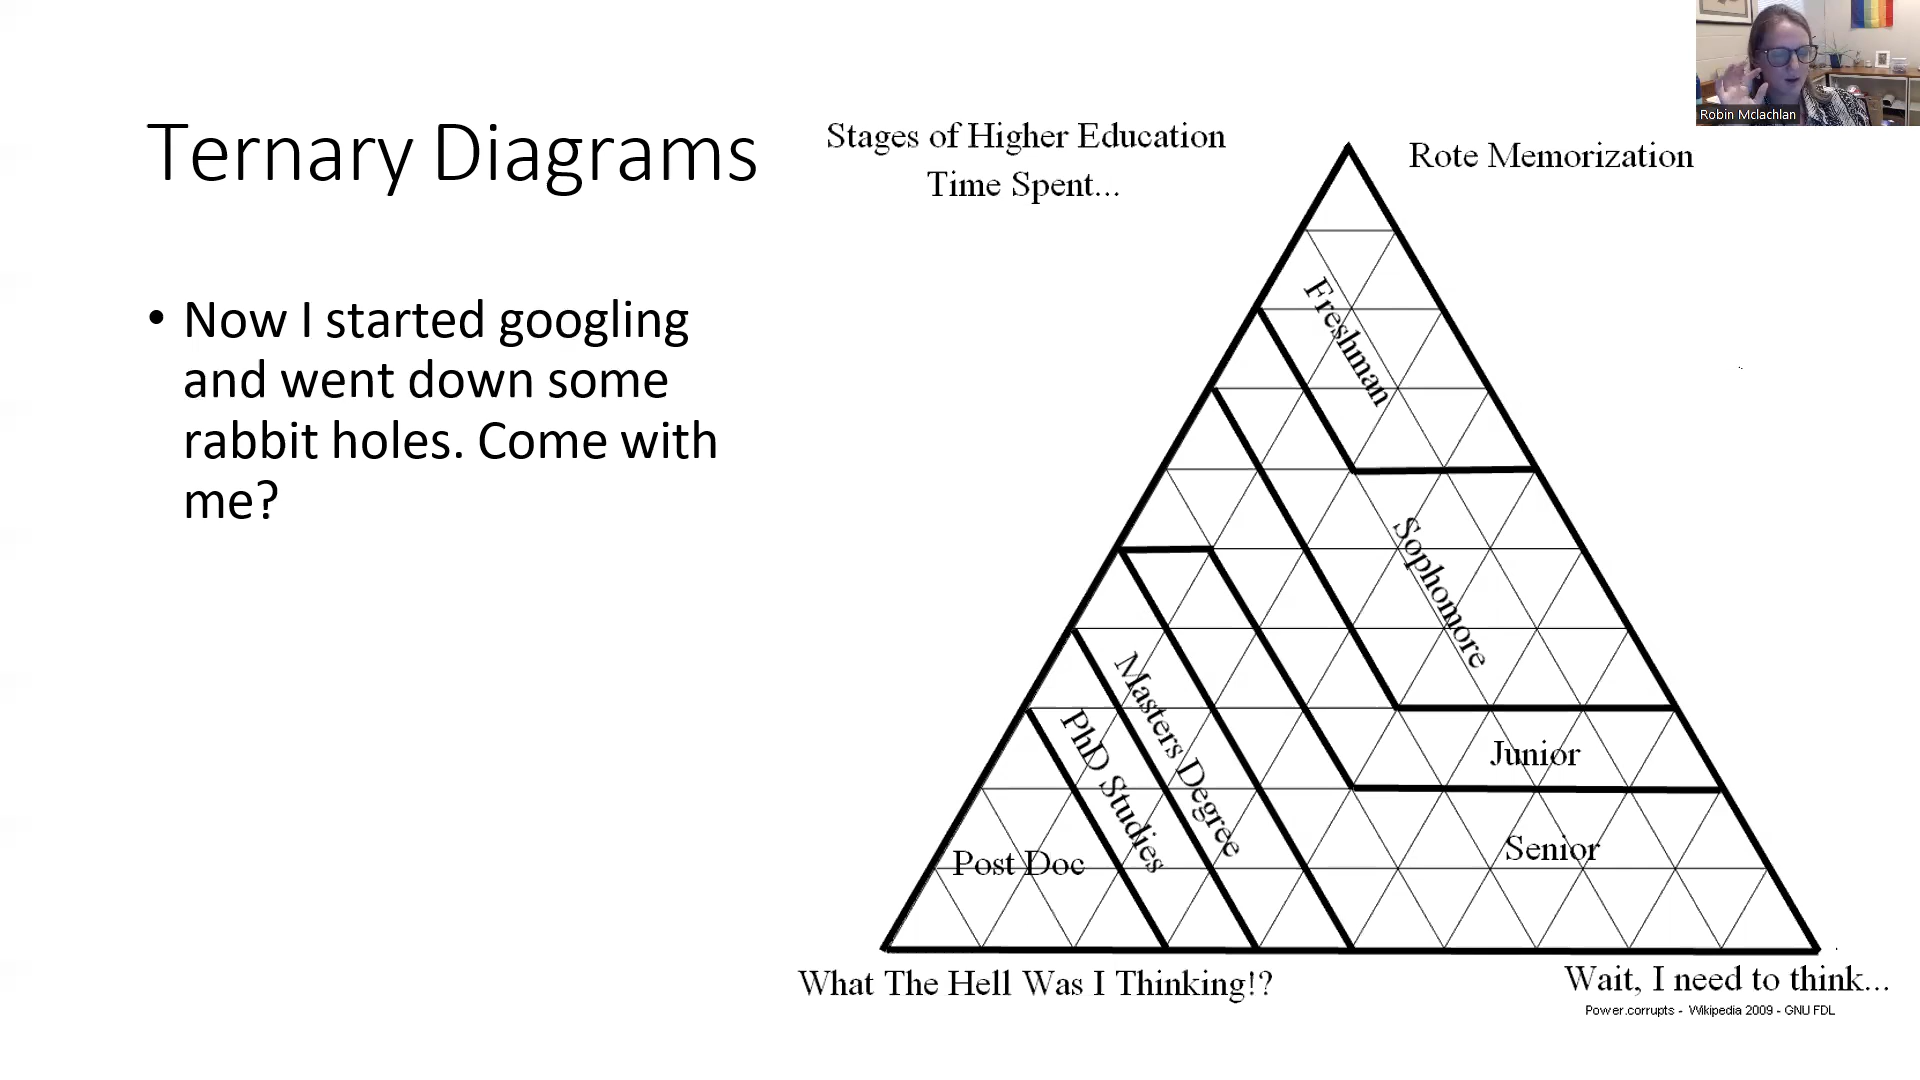 Ternary Diagrams
• Now I started googling
and went down some
rabbit holes. Come with
me?
Stages of Higher Education
Time Spent...
Rote Memorization
Freshman
Sophomore
Junior
Senior
Masters Degree
PhD Studies
Post Doc
What The Hell Was I Thinking!?
Wait, I need to think...
Power.corrupts - Wikipedia 2009 - GNU FDL
Robin Mclachlan